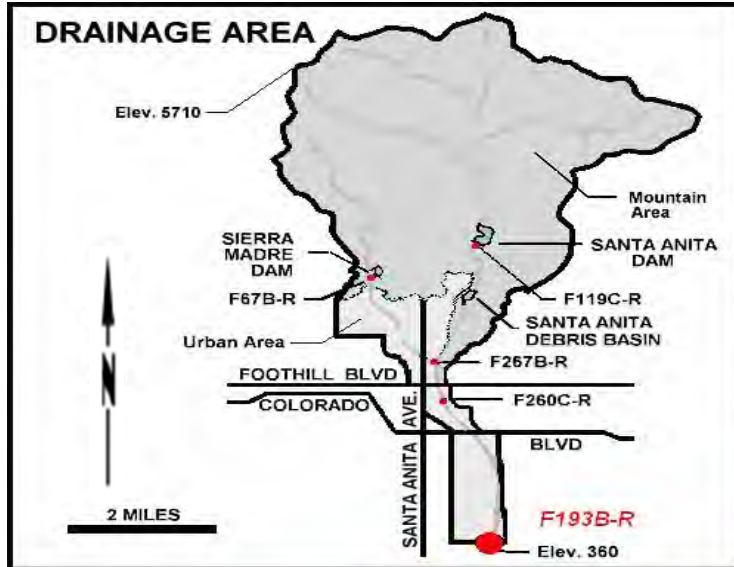 DRAINAGE AREA
Elev. 5710
Mountain
Area
SIERRA
MADRE
DAM
SANTA ANITA
DAM
F67B-R
F119C-R
SANTA ANITA
DEBRIS BASIN
Urban Area
F267B-R
FOOTHILL BLVD
F260C-R
COLORADO
BLVD
SANTA ANITA AVE.
N
2 MILES
F193B-R
Elev. 360